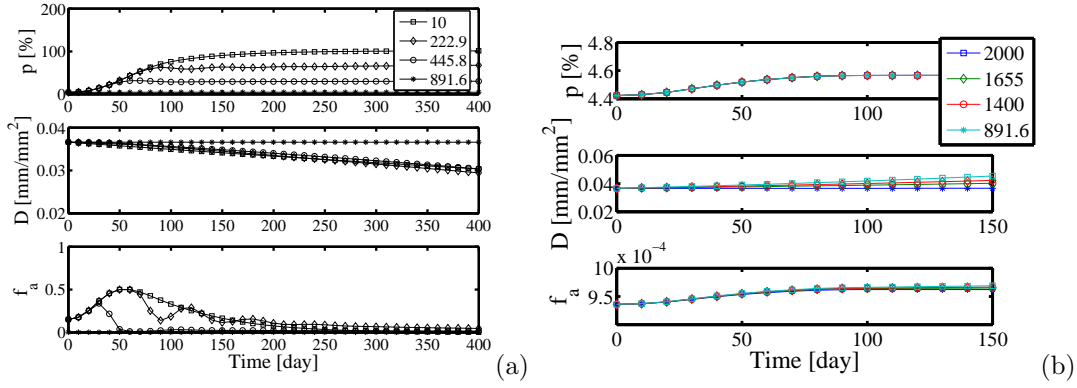 200
100
0
p [%]
0 50 100 150 200 250 300 350 400
10
222.9
445.8
891.6
0.04
0.03
0.02
D [mm/mm²]
0 50 100 150 200 250 300 350 400
1
0.5
0
f_a
0 50 100 150 200 250 300 350 400
Time [day]
(a)
4.8
4.6
4.4
p [%]
0 50 100
2000
1655
1400
891.6
0.06
0.04
0.02
D [mm/mm²]
0 50 100 150
x 10⁻⁴
10
9.5
f_a
0 50 100 150
Time [day]
(b)